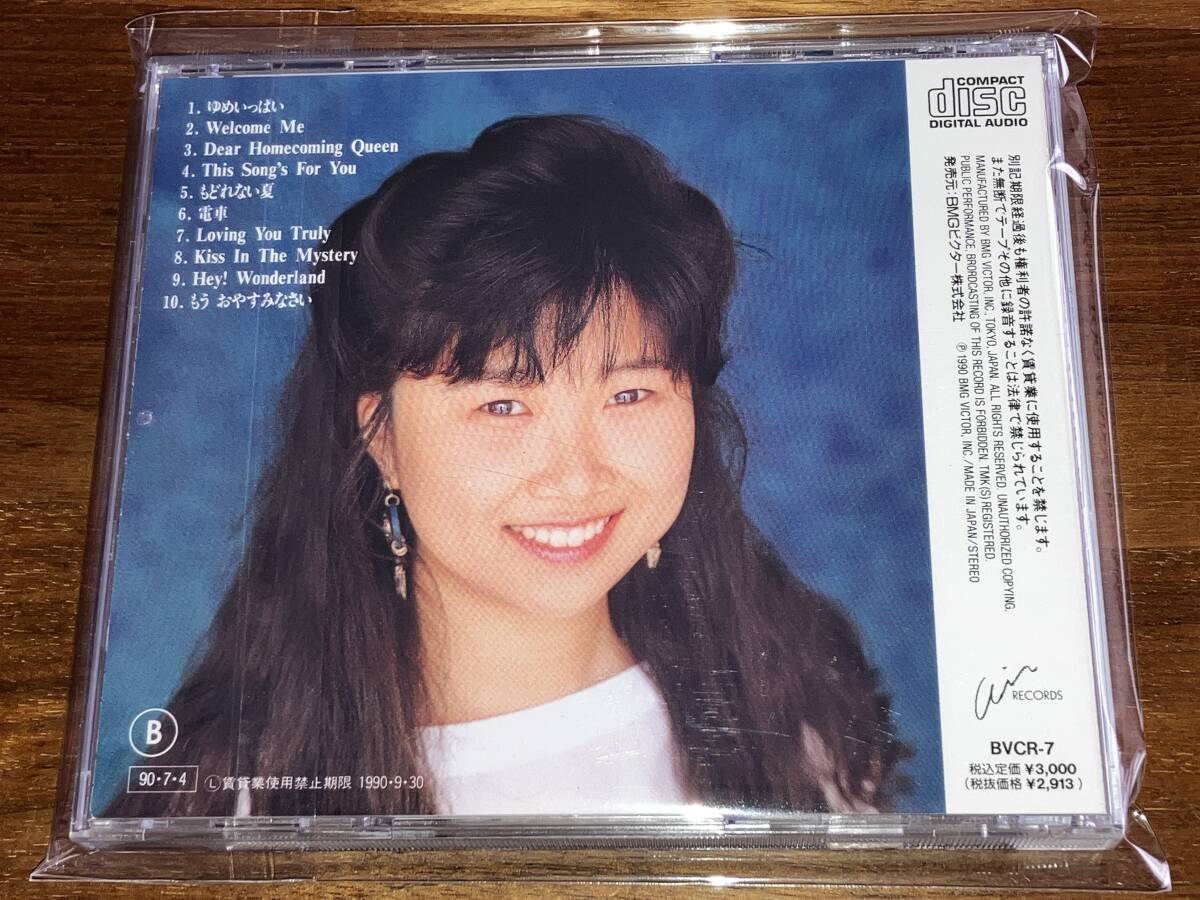 1. ゆめいっぱい
2. Welcome Me
3. Dear Homecoming Queen
4. This Song's For You
5. もどれない夏
6. 電車
7. Loving You Truly
8. Kiss In The Mystery
9. Hey! Wonderland
10. もう おやすみなさい
B
90・7・4
Ⓛ賃貸業使用禁止期限 1990・9・30
COMPACT
disc
DIGITAL AUDIO
別記期限経過後も権利者の許諾なく賃貸業に使用することを禁じます。
また無断でテープその他に録音することは法律で禁じられています。
MANUFACTURED BY BMG VICTOR, INC., TOKYO, JAPAN. ALL RIGHTS RESERVED. UNAUTHORIZED COPYING,
PUBLIC PERFORMANCE, BRORDCASTING OF THIS RECORD IS FORBIDDEN. TMK(S) REGISTERED.
発売元:BMGビクター株式会社 Ⓟ 1990 BMG VICTOR, INC./MADE IN JAPAN/STEREO
air RECORDS
BVCR-7
税込定価 ¥3,000
(税抜価格 ¥2,913)